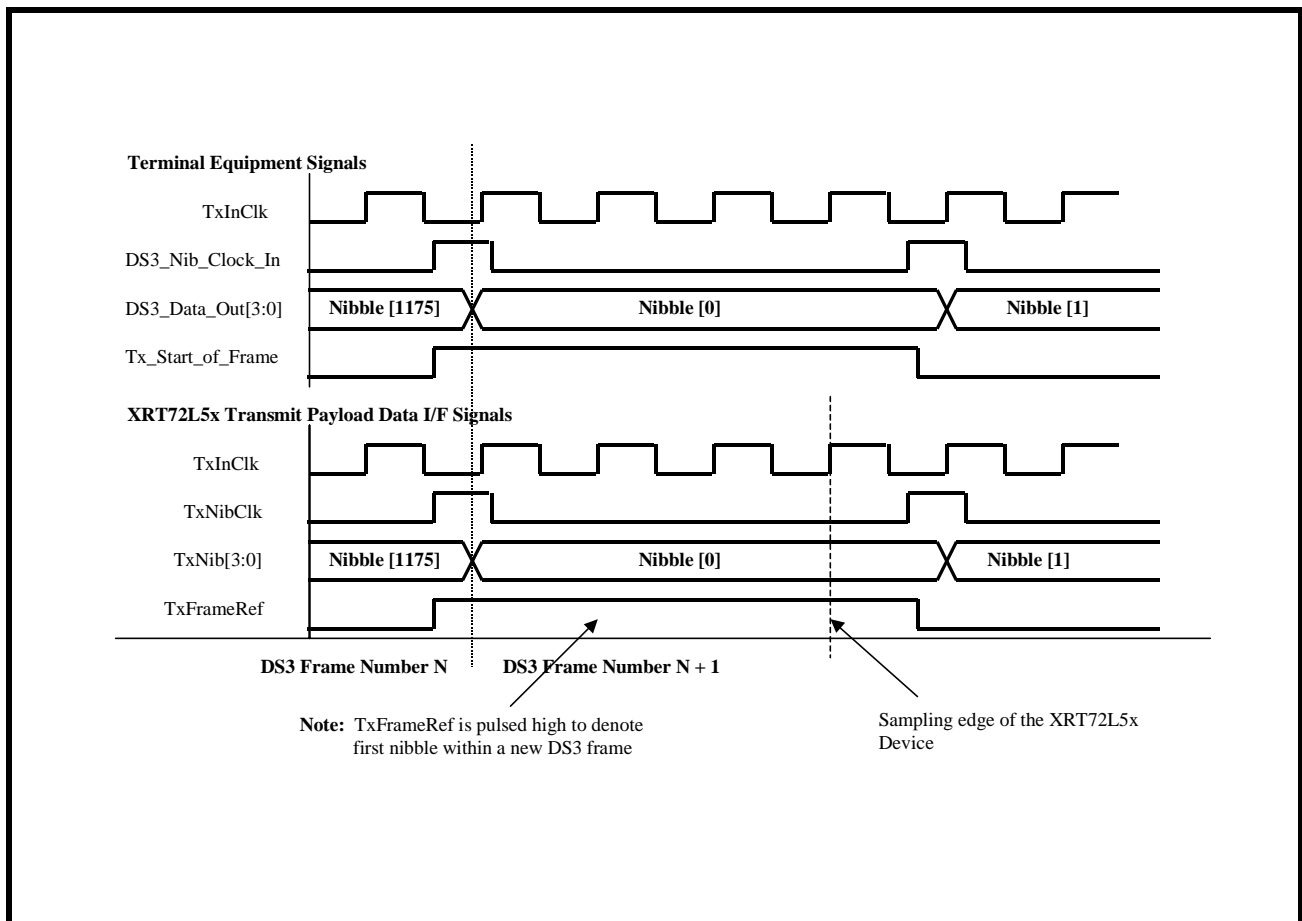 Terminal Equipment Signals
TxInClk
DS3_Nib_Clock_In
DS3_Data_Out[3:0]
Nibble [1175]
Nibble [0]
Nibble [1]
Tx_Start_of_Frame
XRT72L5x Transmit Payload Data I/F Signals
TxInClk
TxNibClk
TxNib[3:0]
Nibble [1175]
Nibble [0]
Nibble [1]
TxFrameRef
DS3 Frame Number N
DS3 Frame Number N + 1
Note: TxFrameRef is pulsed high to denote
first nibble within a new DS3 frame
Sampling edge of the XRT72L5x
Device